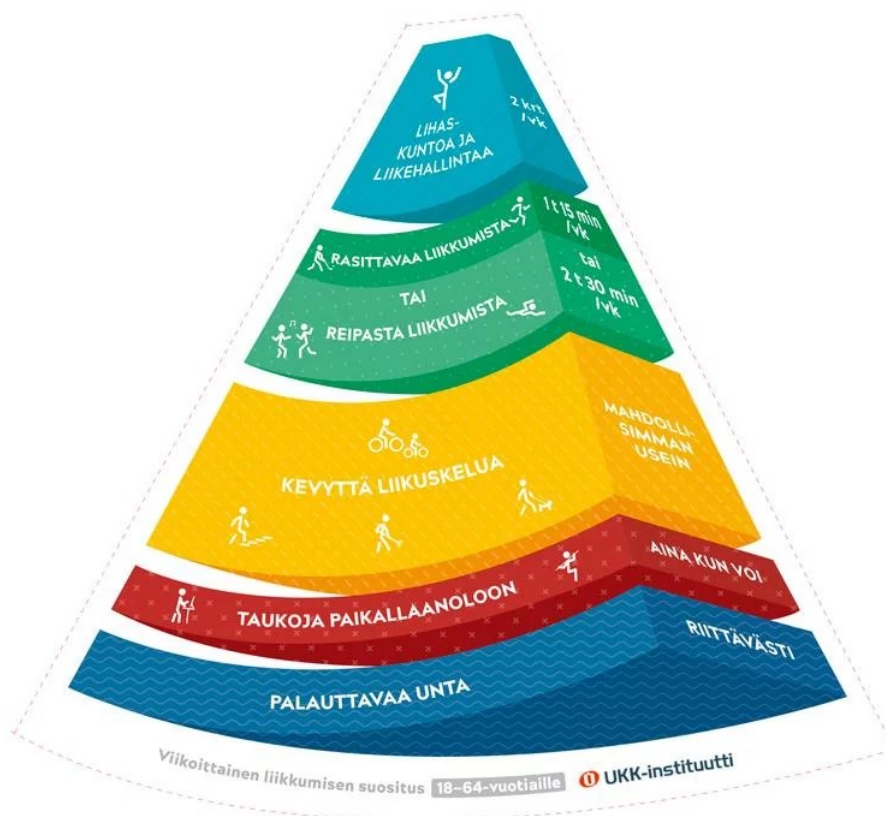 LIHAS-
KUNTOA JA
LIIKEHALLINTAA
2 krt
/vk
RASITTAVAA LIIKKUMISTA
1 t 15 min
/vk
TAI
tai
REIPASTA LIIKKUMISTA
2 t 30 min
/vk
KEVYTTÄ LIIKUSKELUA
MAHDOLLI-
SIMMAN
USEIN
TAUKOJA PAIKALLAANOLOON
AINA KUN VOI
PALAUTTAVAA UNTA
RIITTÄVÄSTI
Viikoittainen liikkumisen suositus 18–64-vuotiaille UKK-instituutti